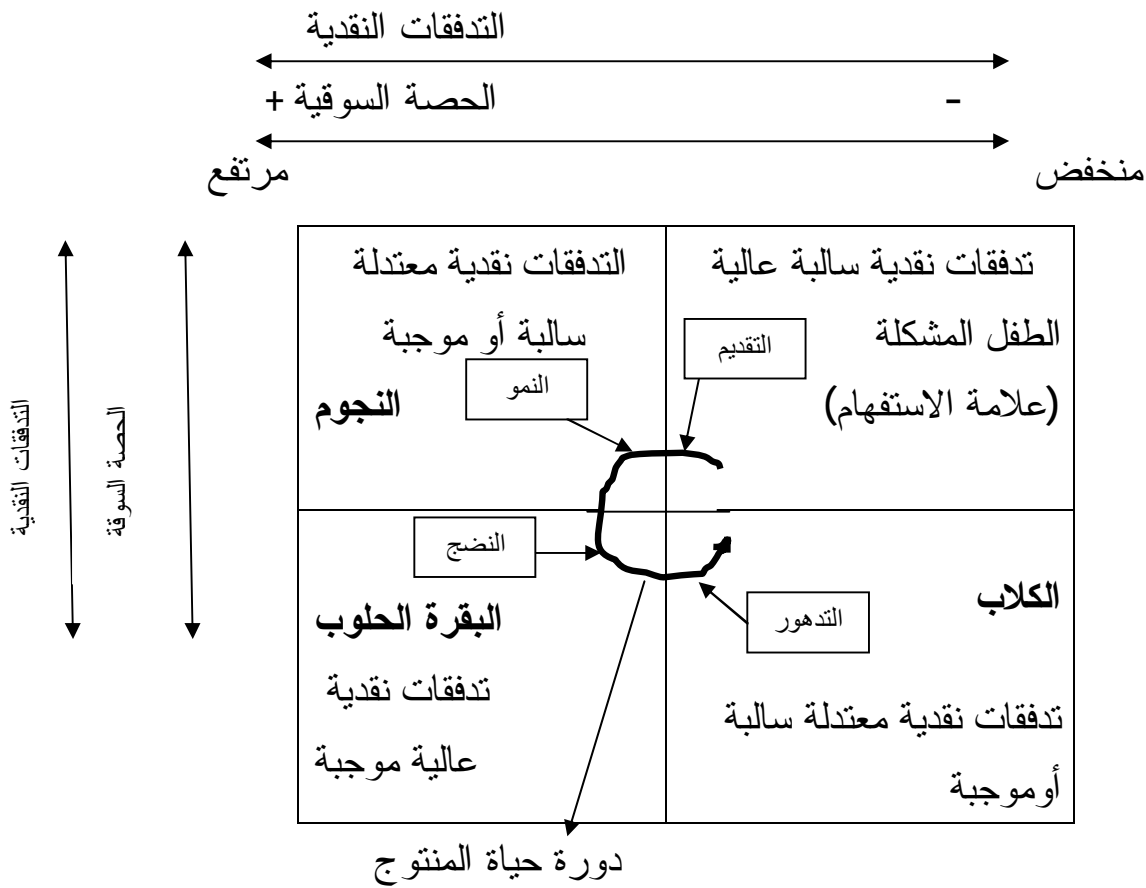 التدفقات النقدية
الحصة السوقية +
-
مرتفع
منخفض
التدفقات النقدية
الحصة السوقة
تدفقات نقدية سالبة عالية
الطفل المشكلة
(علامة الاستفهام)
التقديم
التدفقات نقدية معتدلة
سالبة أو موجبة
النمو
النجوم
الكلاب
التدهور
تدفقات نقدية معتدلة سالبة
أوموجبة
النضج
البقرة الحلوب
تدفقات نقدية
عالية موجبة
دورة حياة المنتوج